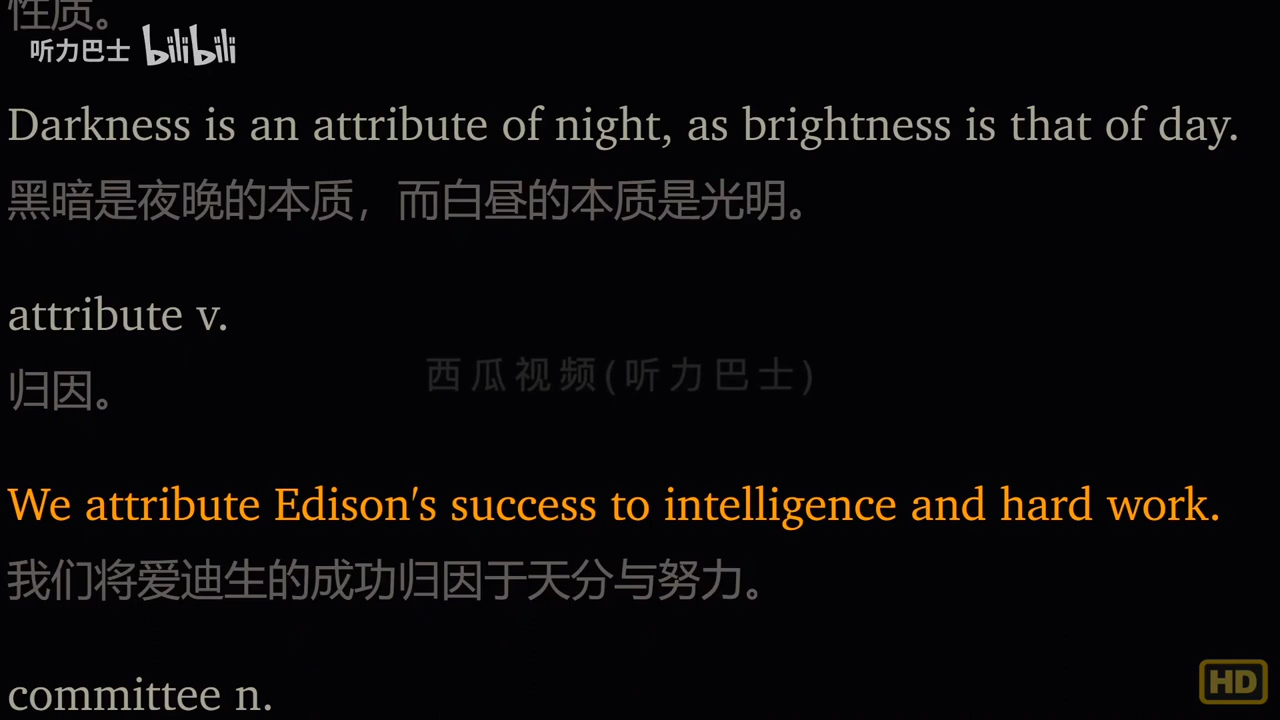 性质。
听力巴士 bilibili
Darkness is an attribute of night, as brightness is that of day.
黑暗是夜晚的本质，而白昼的本质是光明。
attribute v.
归因。
西瓜视频(听力巴士)
We attribute Edison's success to intelligence and hard work.
我们将爱迪生的成功归因于天分与努力。
committee n.
HD